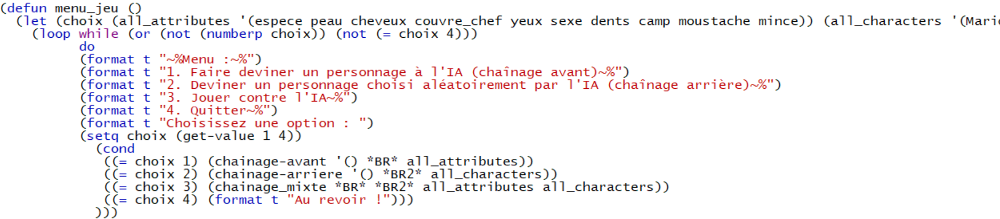 (defun menu_jeu ()
(let (choix (all_attributes '(espece peau cheveux couvre_chef yeux sexe dents camp moustache mince)) (all_characters '(Mari
(loop while (or (not (numberp choix)) (not (= choix 4)))
do
(format t "~%Menu :~%")
(format t "1. Faire deviner un personnage à l'IA (chaînage avant)~%")
(format t "2. Deviner un personnage choisi aléatoirement par l'IA (chaînage arrière)~%")
(format t "3. Jouer contre l'IA~%")
(format t "4. Quitter~%")
(format t "Choisissez une option : ")
(setq choix (get-value 1 4))
(cond
((= choix 1) (chainage-avant '() *BR* all_attributes))
((= choix 2) (chainage-arriere '() *BR2* all_characters))
((= choix 3) (chainage_mixte *BR* *BR2* all_attributes all_characters))
((= choix 4) (format t "Au revoir !")))
)))